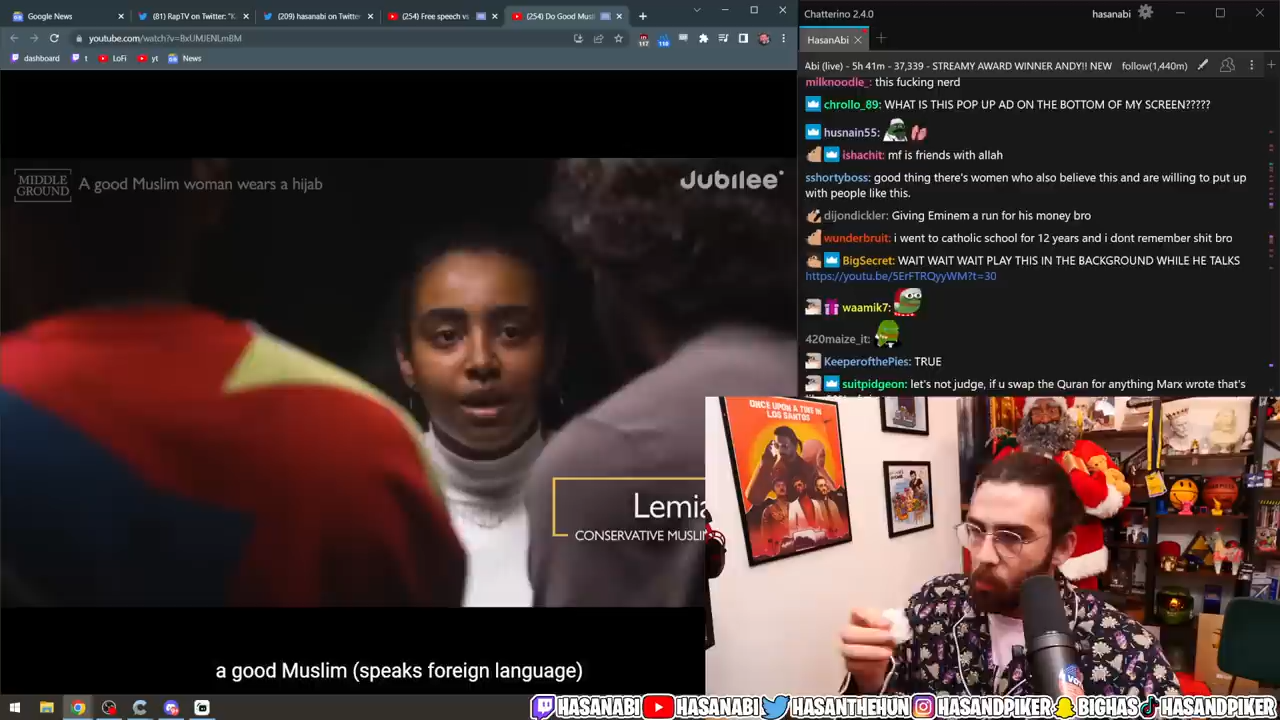 Google News
(81) RapTV on Twitter: "K
(209) hasanabi on Twitter
(254) Free speech vs
(254) Do Good Mus
youtube.com/watch?v=BxUMJENLmBM
117
118
dashboard
t
LoFi
yt
News
MIDDLE
GROUND
A good Muslim woman wears a hijab
Jubilee
Lemia
CONSERVATIVE MUSLI
a good Muslim (speaks foreign language)
Chatterino 2.4.0
hasanabi
HasanAbi
Abi (live) - 5h 41m - 37,339 - STREAMY AWARD WINNER ANDY!! NEW
follow(1,440m)
milknoodle_: this fucking nerd
chrollo_89: WHAT IS THIS POP UP AD ON THE BOTTOM OF MY SCREEN?????
husnain55:
ishachit: mf is friends with allah
sshortyboss: good thing there's women who also believe this and are willing to put up
with people like this.
dijondickler: Giving Eminem a run for his money bro
wunderbruit: i went to catholic school for 12 years and i dont remember shit bro
BigSecret: WAIT WAIT WAIT PLAY THIS IN THE BACKGROUND WHILE HE TALKS
https://youtu.be/5ErFTRQyyWM?t=30
waamik7:
420maize_it:
KeeperofthePies: TRUE
suitpidgeon: let's not judge, if u swap the Quran for anything Marx wrote that's
ONCE UPON A TIME IN
LOS SANTOS
HASANABI
HASANABI
HASANTHEHUN
HASANDPIKER
BIGHAS
HASANDPIKER